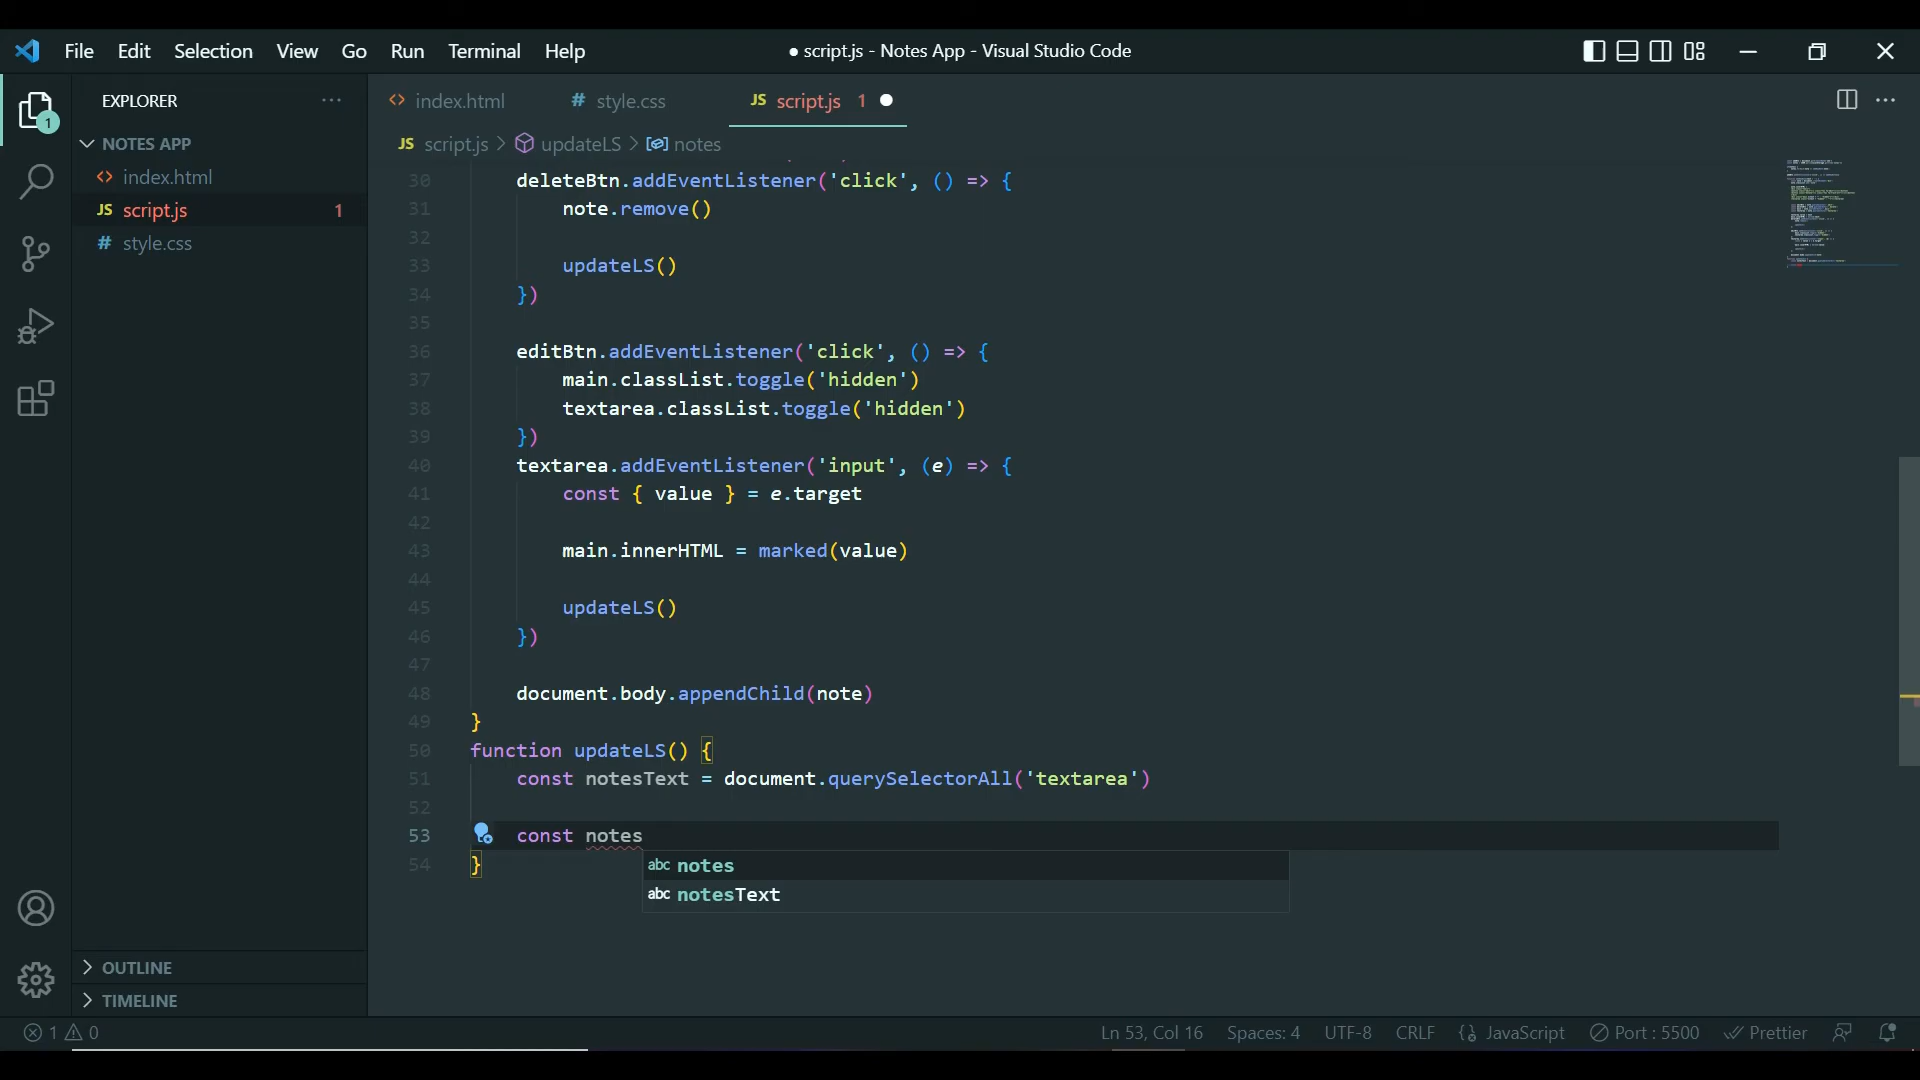 File Edit Selection View Go Run Terminal Help
● script.js - Notes App - Visual Studio Code
EXPLORER ...
index.html
# style.css
JS script.js 1 ●
NOTES APP
JS script.js > updateLS > notes
index.html
JS script.js 1
# style.css
1
30 deleteBtn.addEventListener('click', () => {
31 note.remove()
32
33 updateLS()
34 })
35
36 editBtn.addEventListener('click', () => {
37 main.classList.toggle('hidden')
38 textarea.classList.toggle('hidden')
39 })
40 textarea.addEventListener('input', (e) => {
41 const { value } = e.target
42
43 main.innerHTML = marked(value)
44
45 updateLS()
46 })
47
48 document.body.appendChild(note)
49 }
50 function updateLS() {
51 const notesText = document.querySelectorAll('textarea')
52
53 const notes
54 }
abc notes
abc notesText
OUTLINE
TIMELINE
1 0
Ln 53, Col 16 Spaces: 4 UTF-8 CRLF JavaScript Port : 5500 Prettier